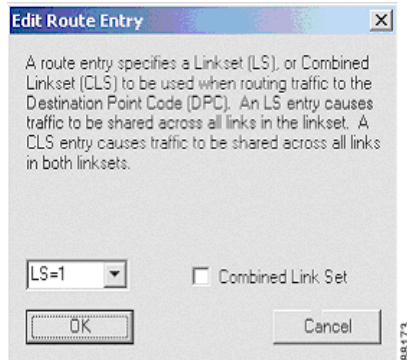 Edit Route Entry
A route entry specifies a Linkset (LS), or Combined
Linkset (CLS) to be used when routing traffic to the
Destination Point Code (DPC). An LS entry causes
traffic to be shared across all links in the linkset. A
CLS entry causes traffic to be shared across all links
in both linksets.
LS=1
Combined Link Set
OK
Cancel
88173